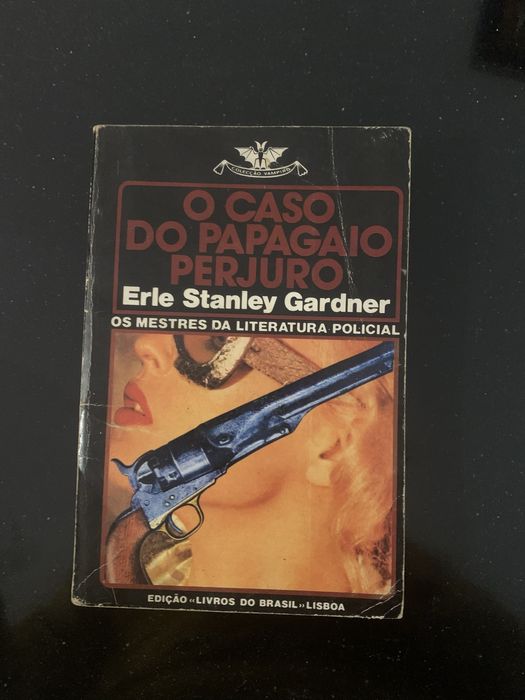 COLECÇÃO VAMPIRO
O CASO
DO PAPAGAIO
PERJURO
Erle Stanley Gardner
OS MESTRES DA LITERATURA POLICIAL
EDIÇÃO «LIVROS DO BRASIL» LISBOA